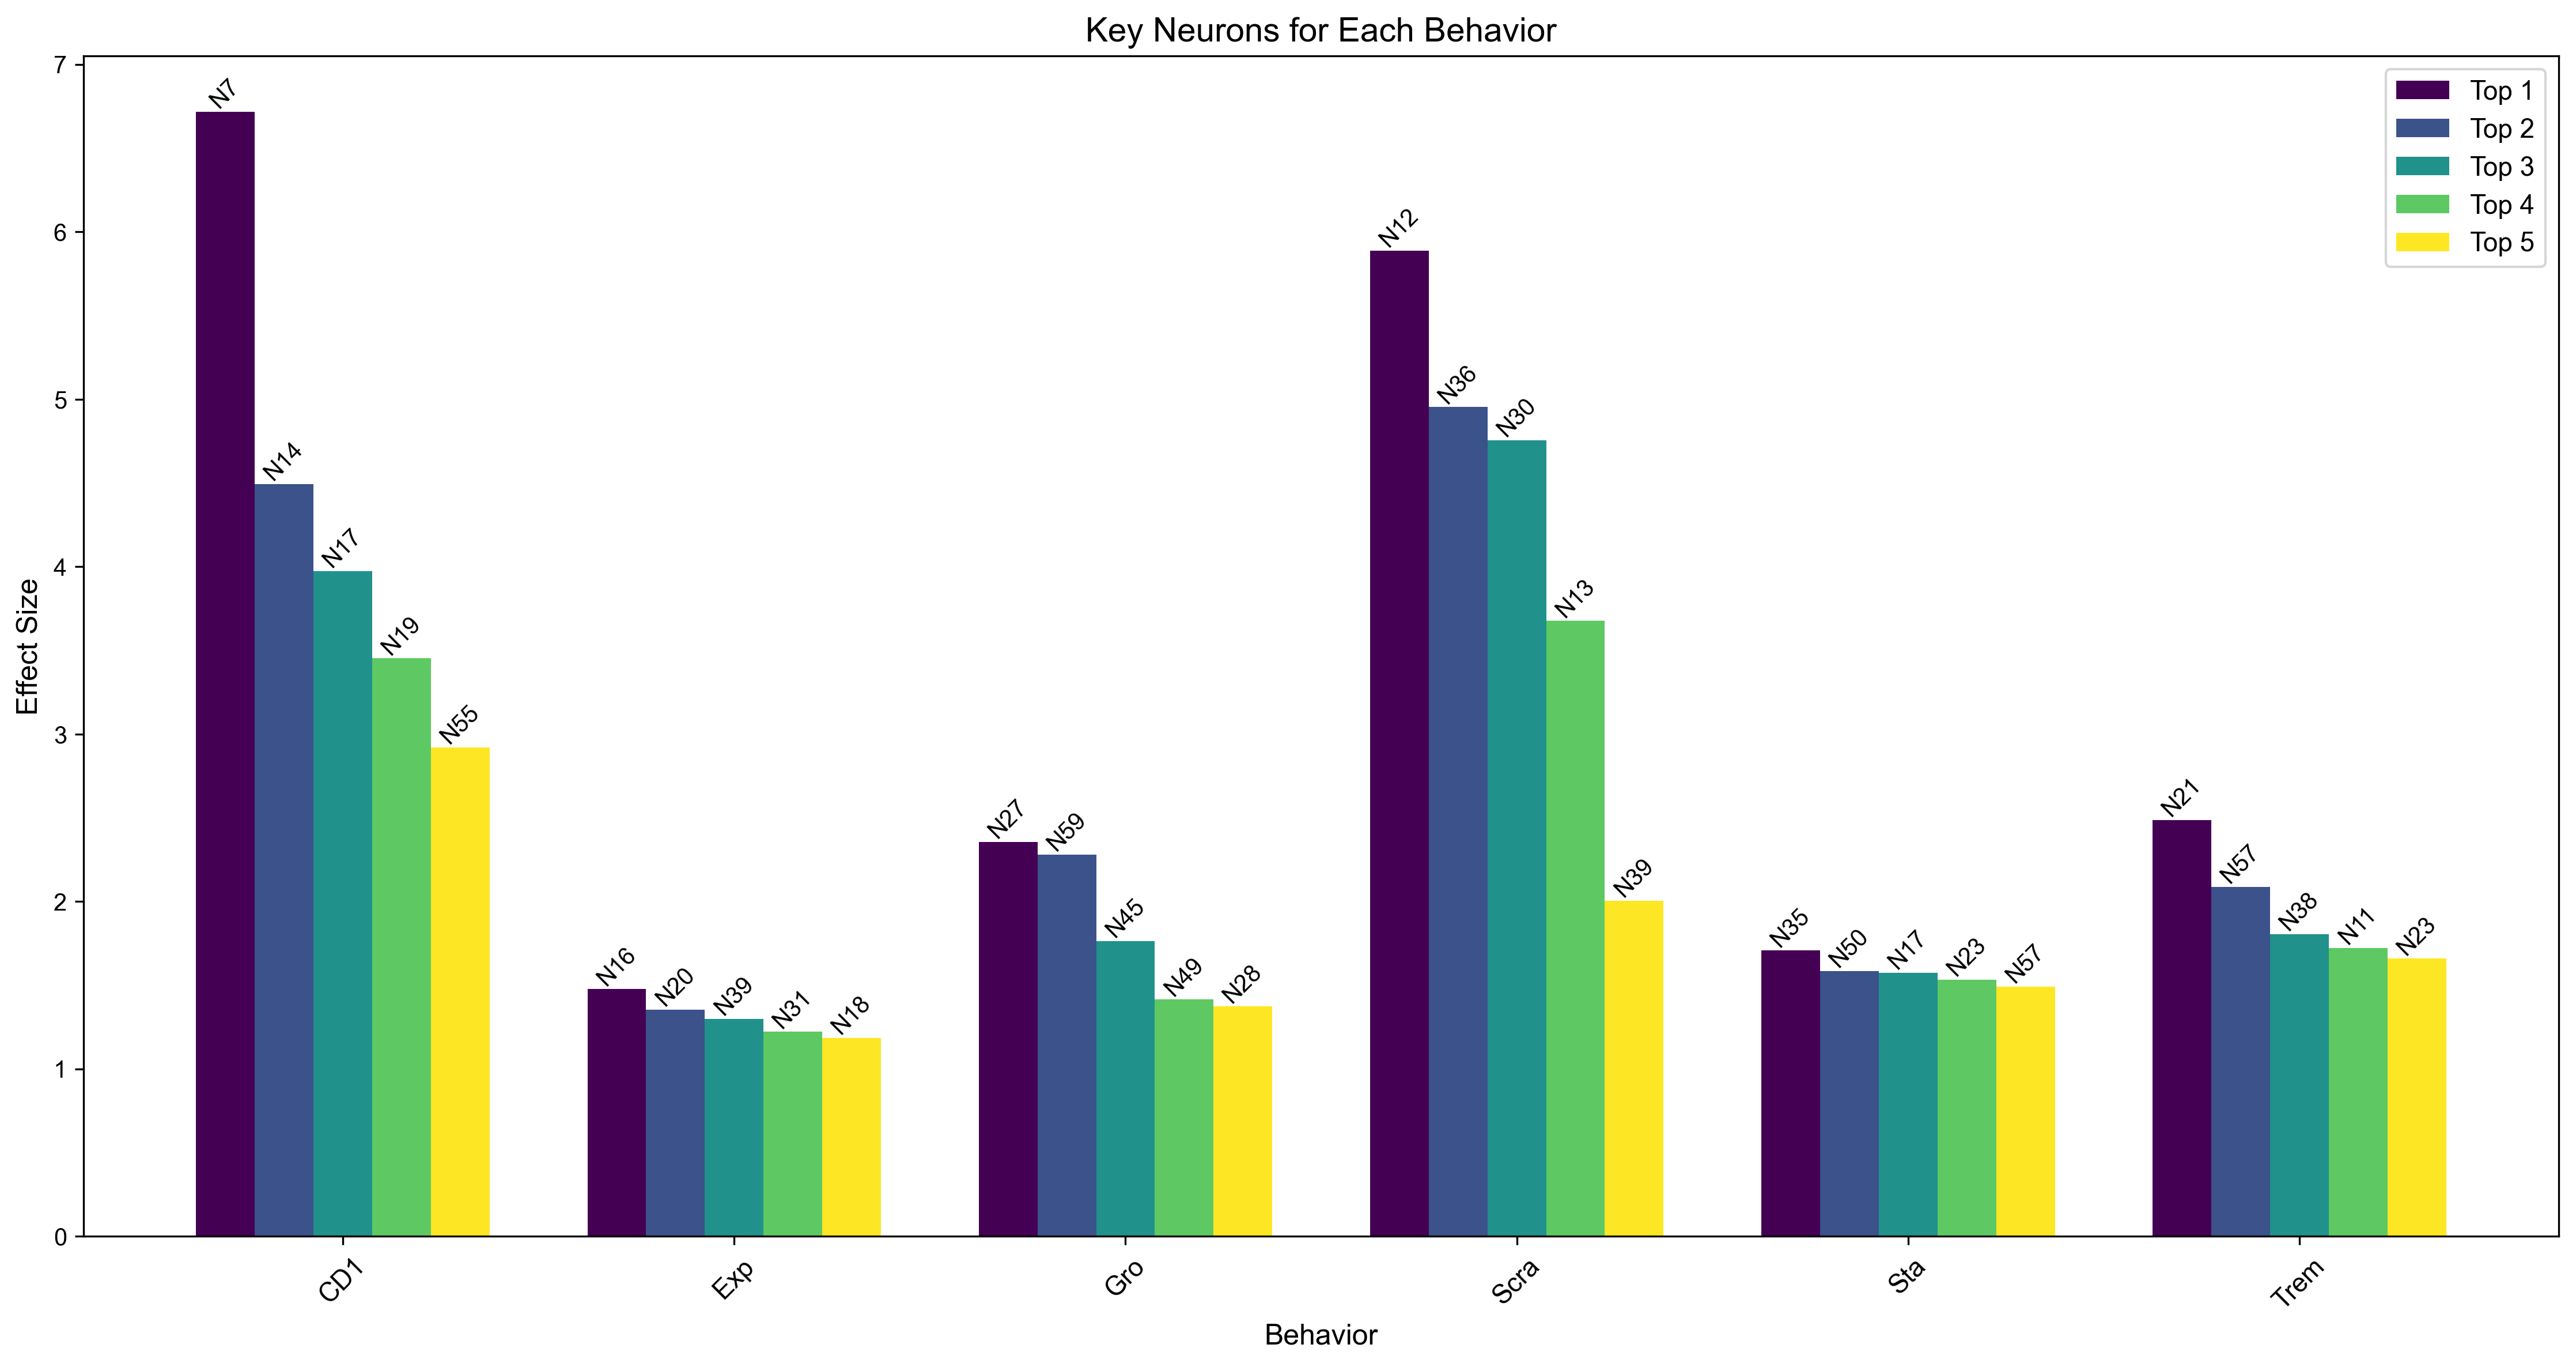 Key Neurons for Each Behavior
7
6
5
4
3
2
1
0
Effect Size
N7
N14
N17
N19
N55
N16
N20
N39
N31
N18
N27
N59
N45
N49
N28
N12
N36
N30
N13
N39
N35
N50
N17
N23
N57
N21
N57
N38
N11
N23
Top 1
Top 2
Top 3
Top 4
Top 5
CD1
Exp
Gro
Scra
Sta
Trem
Behavior